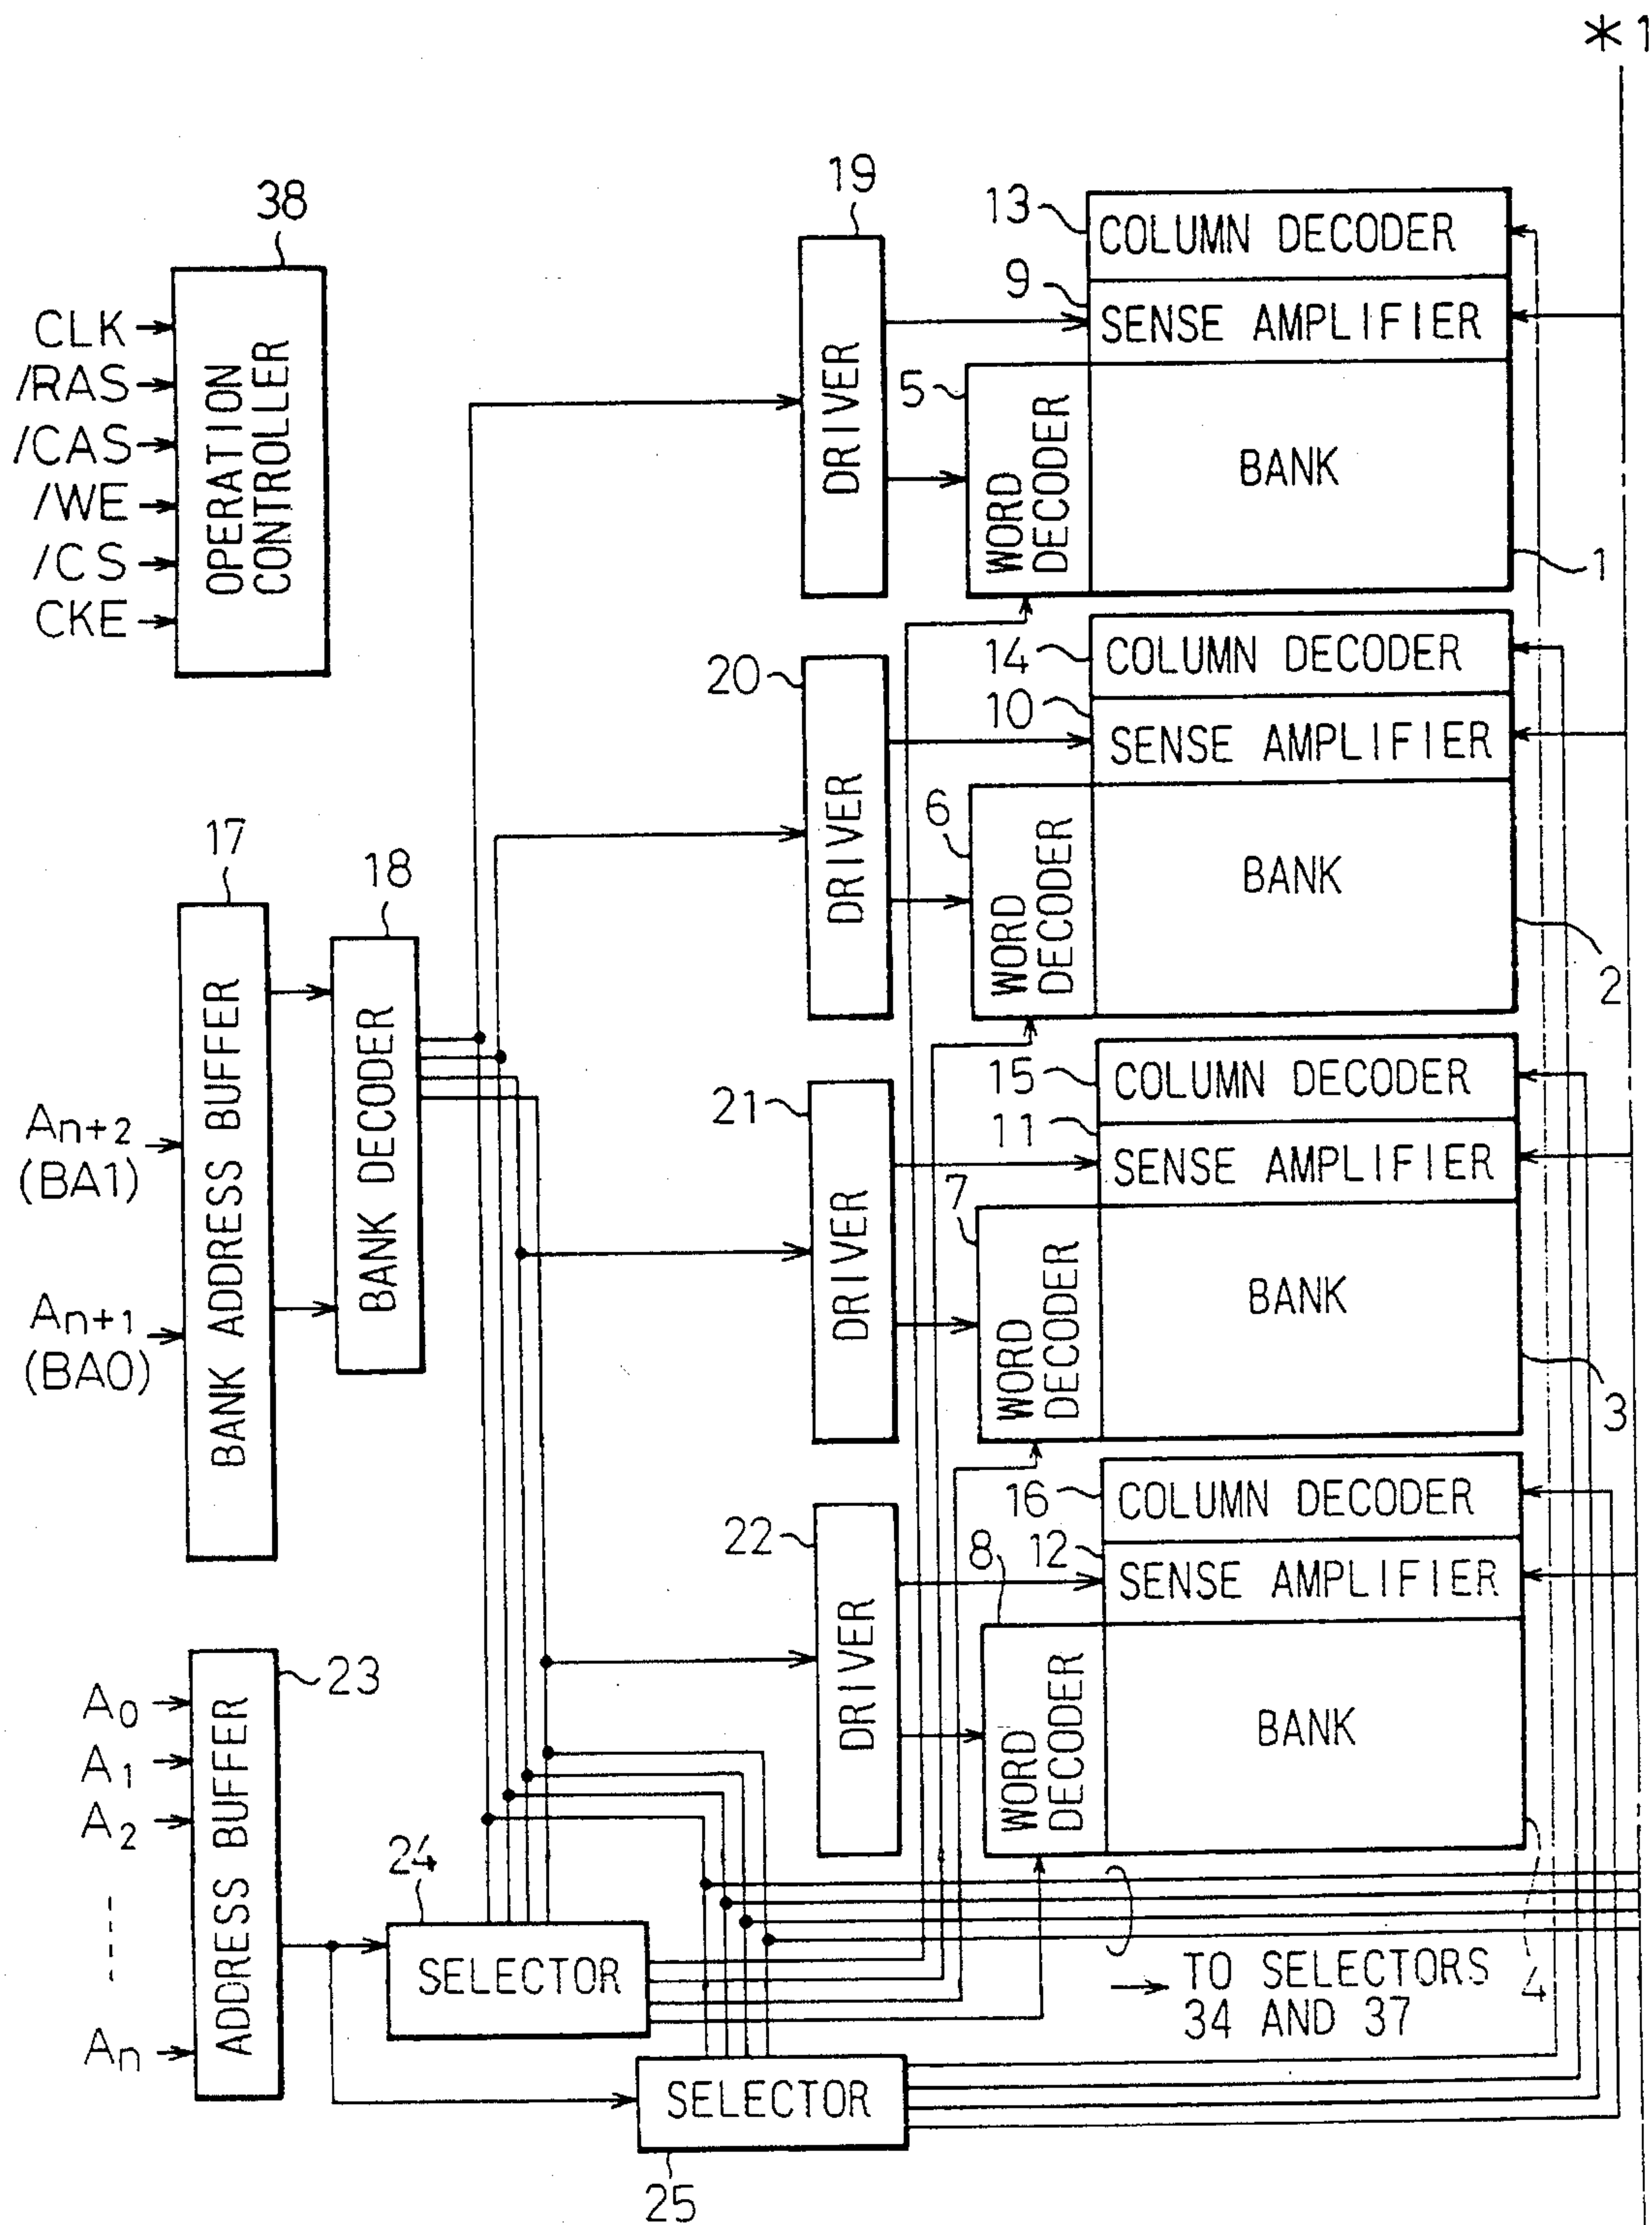 *1
38
CLK
/RAS
/CAS
/WE
/CS
CKE
OPERATION
CONTROLLER
19
DRIVER
13
COLUMN DECODER
9
SENSE AMPLIFIER
5
WORD
DECODER
BANK
1
20
DRIVER
14
COLUMN DECODER
10
SENSE AMPLIFIER
6
WORD
DECODER
BANK
2
17
BANK ADDRESS BUFFER
18
BANK DECODER
An+2
(BA1)
An+1
(BA0)
21
DRIVER
15
COLUMN DECODER
11
SENSE AMPLIFIER
7
WORD
DECODER
BANK
3
22
DRIVER
16
COLUMN DECODER
12
SENSE AMPLIFIER
8
WORD
DECODER
BANK
4
23
ADDRESS BUFFER
A0
A1
A2
An
24
SELECTOR
TO SELECTORS
34 AND 37
SELECTOR
25